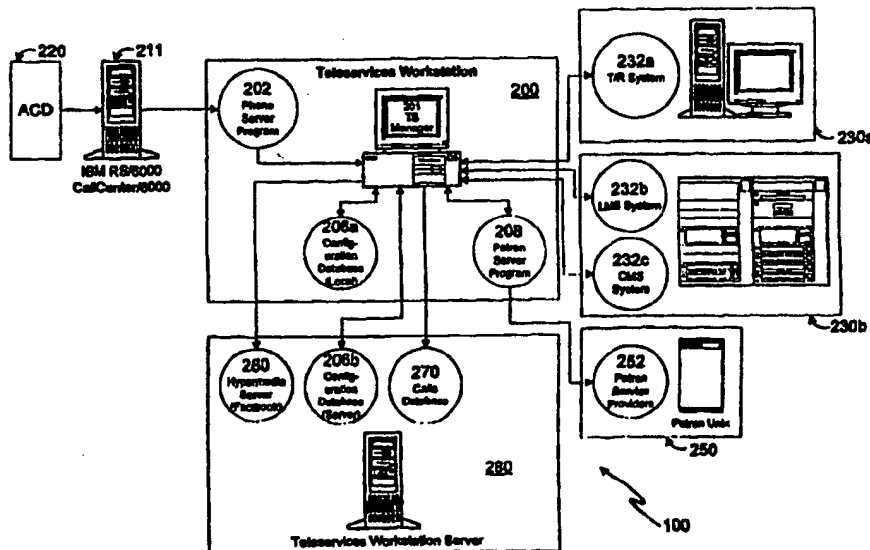 220
ACD
211
IBM RS/6000
CallCenter/6000
Teleservices Workstation
200
202
Phone
Server
Program
201
TS
Manager
206a
Config-
uration
Database
(Local)
208
Patron
Server
Program
232a
T/R System
230a
232b
LMS System
232c
CMS
System
230b
260
Hypermedia
Server
(Factbook)
206b
Config-
uration
Database
(Server)
270
Calls
Database
280
Teleservices Workstation Server
252
Patron
Service
Providers
Patron Unix
250
100